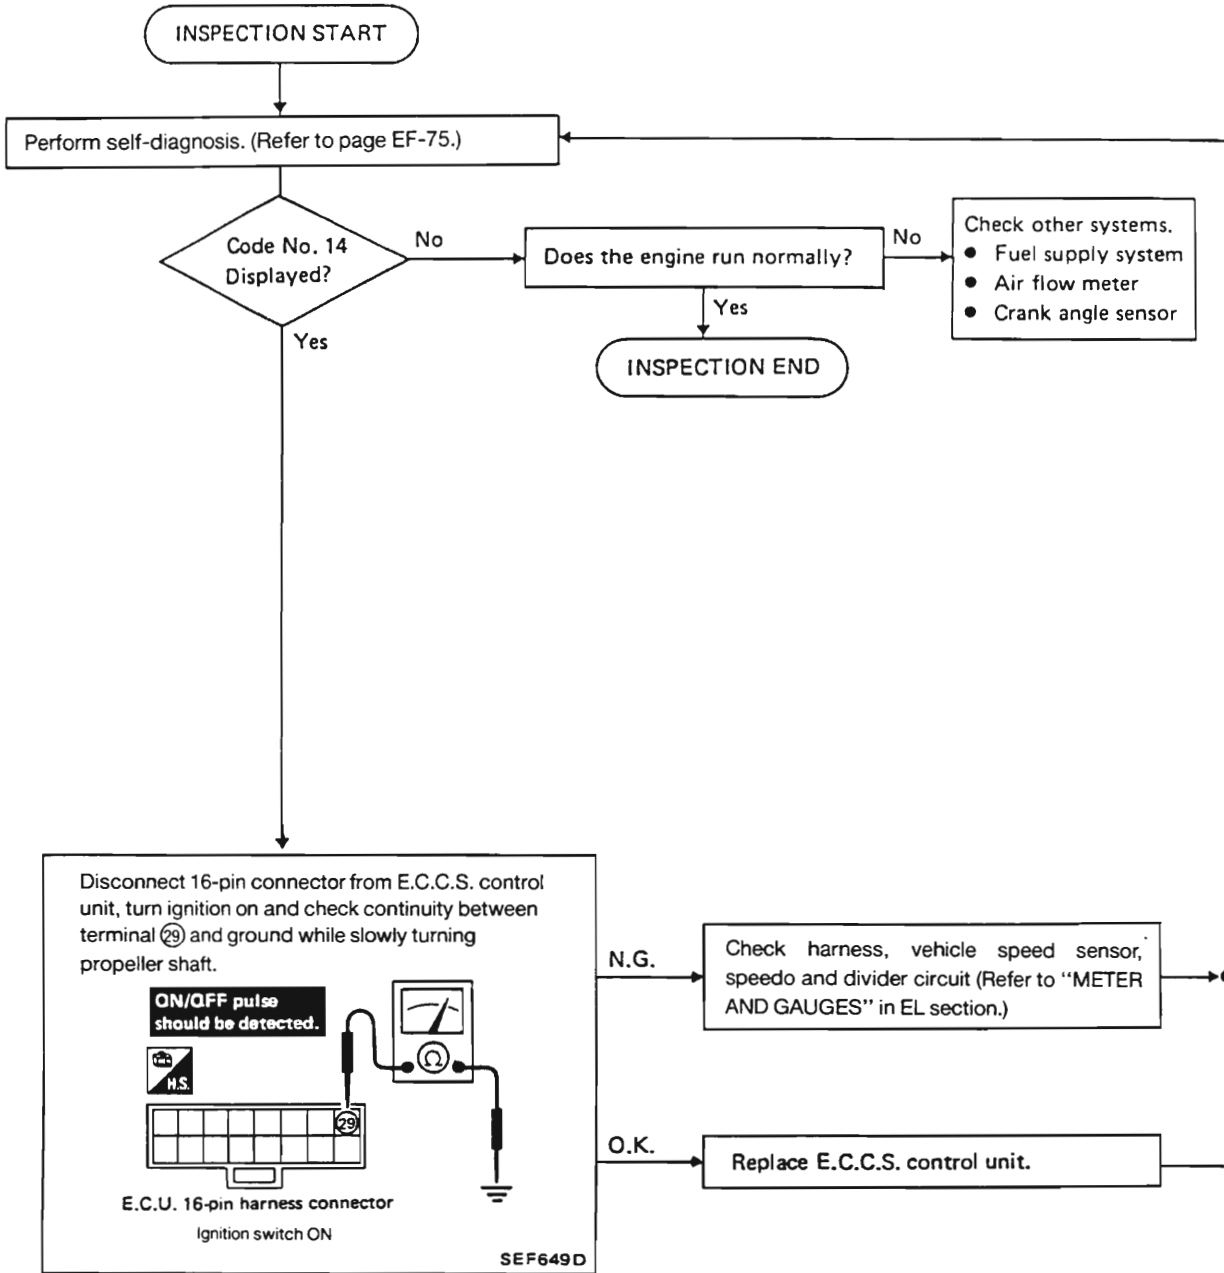 INSPECTION START
Perform self-diagnosis. (Refer to page EF-75.)
Code No. 14
Displayed?
No
Does the engine run normally?
No
Check other systems.
● Fuel supply system
● Air flow meter
● Crank angle sensor
Yes
INSPECTION END
Yes
Disconnect 16-pin connector from E.C.C.S. control
unit, turn ignition on and check continuity between
terminal ㉙ and ground while slowly turning
propeller shaft.
ON/OFF pulse
should be detected.
H.S.
Ω
29
E.C.U. 16-pin harness connector
Ignition switch ON
SEF649D
N.G.
Check harness, vehicle speed sensor,
speedo and divider circuit (Refer to “METER
AND GAUGES” in EL section.)
O.K.
Replace E.C.C.S. control unit.